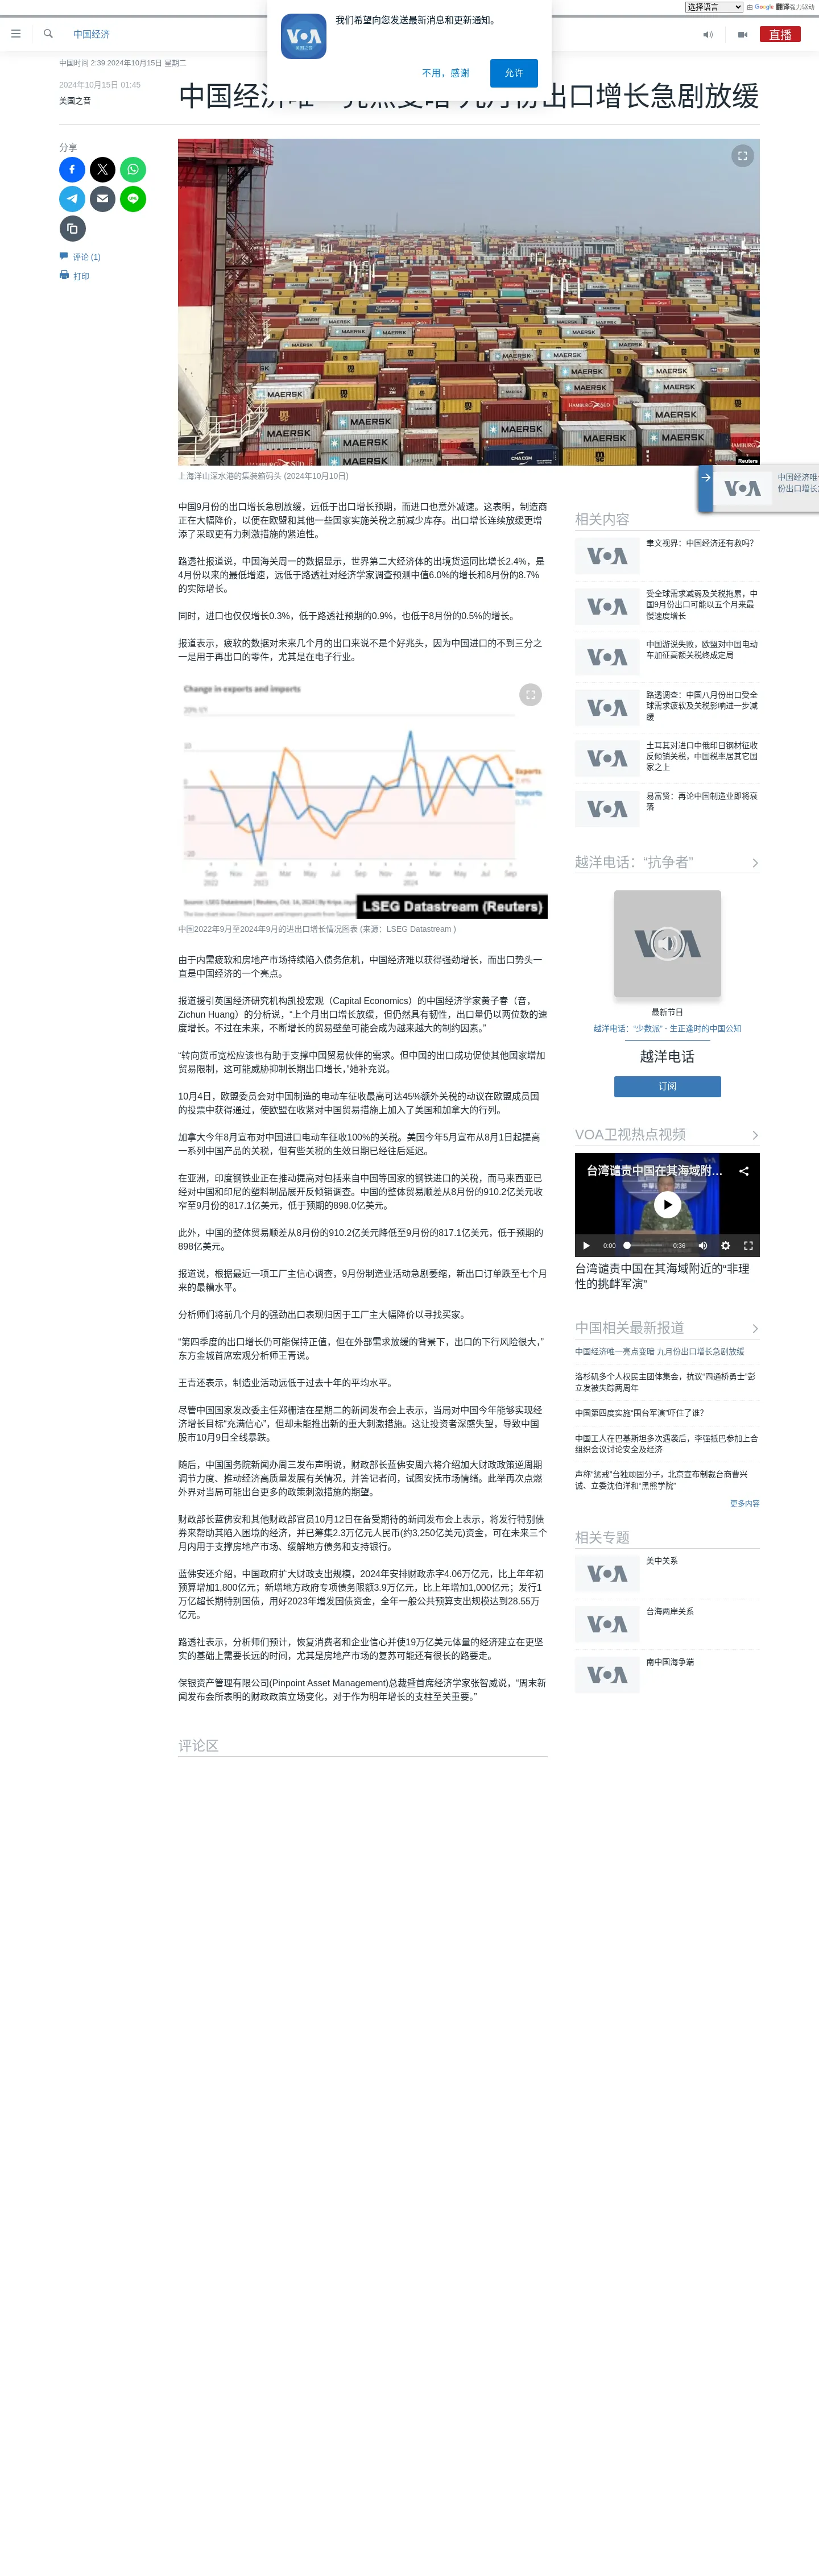 选择语言
由 Google 翻译强力驱动
我们希望向您发送最新消息和更新通知。
不用，感谢
允许
VOA
美国之音
中国经济
直播
中国时间 2:39 2024年10月15日 星期二
2024年10月15日 01:45
美国之音
中国经济唯一亮点变暗 九月份出口增长急剧放缓
分享
评论 (1)
打印
MAERSK
HAMBURG SÜD
CNA.COM
Reuters
上海洋山深水港的集装箱码头 (2024年10月10日)
中国9月份的出口增长急剧放缓，远低于出口增长预期，而进口也意外减速。这表明，制造商
正在大幅降价，以便在欧盟和其他一些国家实施关税之前减少库存。出口增长连续放缓更增
添了采取更有力刺激措施的紧迫性。
路透社报道说，中国海关周一的数据显示，世界第二大经济体的出境货运同比增长2.4%，是
4月份以来的最低增速，远低于路透社对经济学家调查预测中值6.0%的增长和8月份的8.7%
的实际增长。
同时，进口也仅仅增长0.3%，低于路透社预期的0.9%，也低于8月份的0.5%的增长。
报道表示，疲软的数据对未来几个月的出口来说不是个好兆头，因为中国进口的不到三分之
一是用于再出口的零件，尤其是在电子行业。
Change in exports and imports
20% Y/Y
10
0
-10
-20
Exports
2.4%
Imports
0.3%
Sep Nov Jan Mar May Jul Sep Nov Jan Mar May Jul Sep
2022 2023 2024
LSEG Datastream (Reuters)
中国2022年9月至2024年9月的进出口增长情况图表 (来源：LSEG Datastream )
由于内需疲软和房地产市场持续陷入债务危机，中国经济难以获得强劲增长，而出口势头一
直是中国经济的一个亮点。
报道援引英国经济研究机构凯投宏观（Capital Economics）的中国经济学家黄子春（音，
Zichun Huang）的分析说，“上个月出口增长放缓，但仍然具有韧性，出口量仍以两位数的速
度增长。不过在未来，不断增长的贸易壁垒可能会成为越来越大的制约因素。”
“转向货币宽松应该也有助于支撑中国贸易伙伴的需求。但中国的出口成功促使其他国家增加
贸易限制，这可能威胁抑制长期出口增长，”她补充说。
10月4日，欧盟委员会对中国制造的电动车征收最高可达45%额外关税的动议在欧盟成员国
的投票中获得通过，使欧盟在收紧对中国贸易措施上加入了美国和加拿大的行列。
加拿大今年8月宣布对中国进口电动车征收100%的关税。美国今年5月宣布从8月1日起提高
一系列中国产品的关税，但有些关税的生效日期已经往后延迟。
在亚洲，印度钢铁业正在推动提高对包括来自中国等国家的钢铁进口的关税，而马来西亚已
经对中国和印尼的塑料制品展开反倾销调查。中国的整体贸易顺差从8月份的910.2亿美元收
窄至9月份的817.1亿美元，低于预期的898.0亿美元。
此外，中国的整体贸易顺差从8月份的910.2亿美元降低至9月份的817.1亿美元，低于预期的
898亿美元。
报道说，根据最近一项工厂主信心调查，9月份制造业活动急剧萎缩，新出口订单跌至七个月
来的最糟水平。
分析师们将前几个月的强劲出口表现归因于工厂主大幅降价以寻找买家。
“第四季度的出口增长仍可能保持正值，但在外部需求放缓的背景下，出口的下行风险很大，”
东方金城首席宏观分析师王青说。
王青还表示，制造业活动远低于过去十年的平均水平。
尽管中国国家发改委主任郑栅洁在星期二的新闻发布会上表示，当局对中国今年能够实现经
济增长目标“充满信心”，但却未能推出新的重大刺激措施。这让投资者深感失望，导致中国
股市10月9日全线暴跌。
随后，中国国务院新闻办周三发布声明说，财政部长蓝佛安周六将介绍加大财政政策逆周期
调节力度、推动经济高质量发展有关情况，并答记者问，试图安抚市场情绪。此举再次点燃
外界对当局可能出台更多的政策刺激措施的期望。
财政部长蓝佛安和其他财政部官员10月12日在备受期待的新闻发布会上表示，将发行特别债
券来帮助其陷入困境的经济，并已筹集2.3万亿元人民币(约3,250亿美元)资金，可在未来三个
月内用于支撑房地产市场、缓解地方债务和支持银行。
蓝佛安还介绍，中国政府扩大财政支出规模，2024年安排财政赤字4.06万亿元，比上年年初
预算增加1,800亿元；新增地方政府专项债务限额3.9万亿元，比上年增加1,000亿元；发行1
万亿超长期特别国债，用好2023年增发国债资金，全年一般公共预算支出规模达到28.55万
亿元。
路透社表示，分析师们预计，恢复消费者和企业信心并使19万亿美元体量的经济建立在更坚
实的基础上需要长远的时间，尤其是房地产市场的复苏可能还有很长的路要走。
保银资产管理有限公司(Pinpoint Asset Management)总裁暨首席经济学家张智威说，“周末新
闻发布会所表明的财政政策立场变化，对于作为明年增长的支柱至关重要。”
评论区
VOA
中国经济唯一
份出口增长急
相关内容
VOA
聿文视界：中国经济还有救吗？
VOA
受全球需求减弱及关税拖累，中
国9月份出口可能以五个月来最
慢速度增长
VOA
中国游说失败，欧盟对中国电动
车加征高额关税终成定局
VOA
路透调查：中国八月份出口受全
球需求疲软及关税影响进一步减
缓
VOA
土耳其对进口中俄印日钢材征收
反倾销关税，中国税率居其它国
家之上
VOA
易富贤：再论中国制造业即将衰
落
越洋电话：“抗争者”
VOA
最新节目
越洋电话：“少数派” - 生正逢时的中国公知
越洋电话
订阅
VOA卫视热点视频
台湾谴责中国在其海域附…
VOA
0:00
0:36
台湾谴责中国在其海域附近的“非理
性的挑衅军演”
中国相关最新报道
中国经济唯一亮点变暗 九月份出口增长急剧放缓
洛杉矶多个人权民主团体集会，抗议“四通桥勇士”彭
立发被失踪两周年
中国第四度实施“围台军演”吓住了谁？
中国工人在巴基斯坦多次遇袭后，李强抵巴参加上合
组织会议讨论安全及经济
声称“惩戒”台独顽固分子，北京宣布制裁台商曹兴
诚、立委沈伯洋和“黑熊学院”
更多内容
相关专题
VOA
美中关系
VOA
台海两岸关系
VOA
南中国海争端